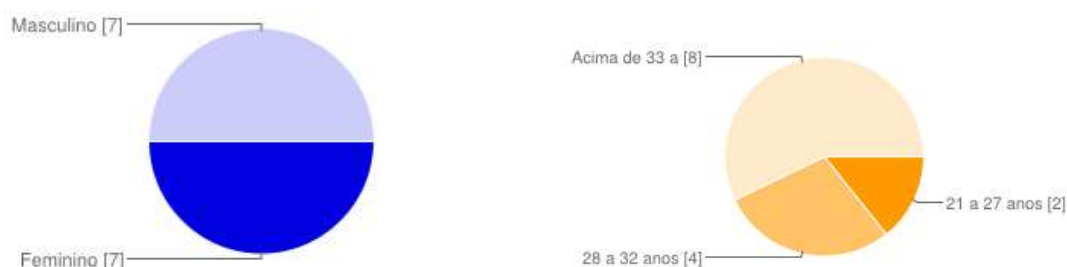 Masculino [7]
Feminino [7]
Acima de 33 a [8]
21 a 27 anos [2]
28 a 32 anos [4]